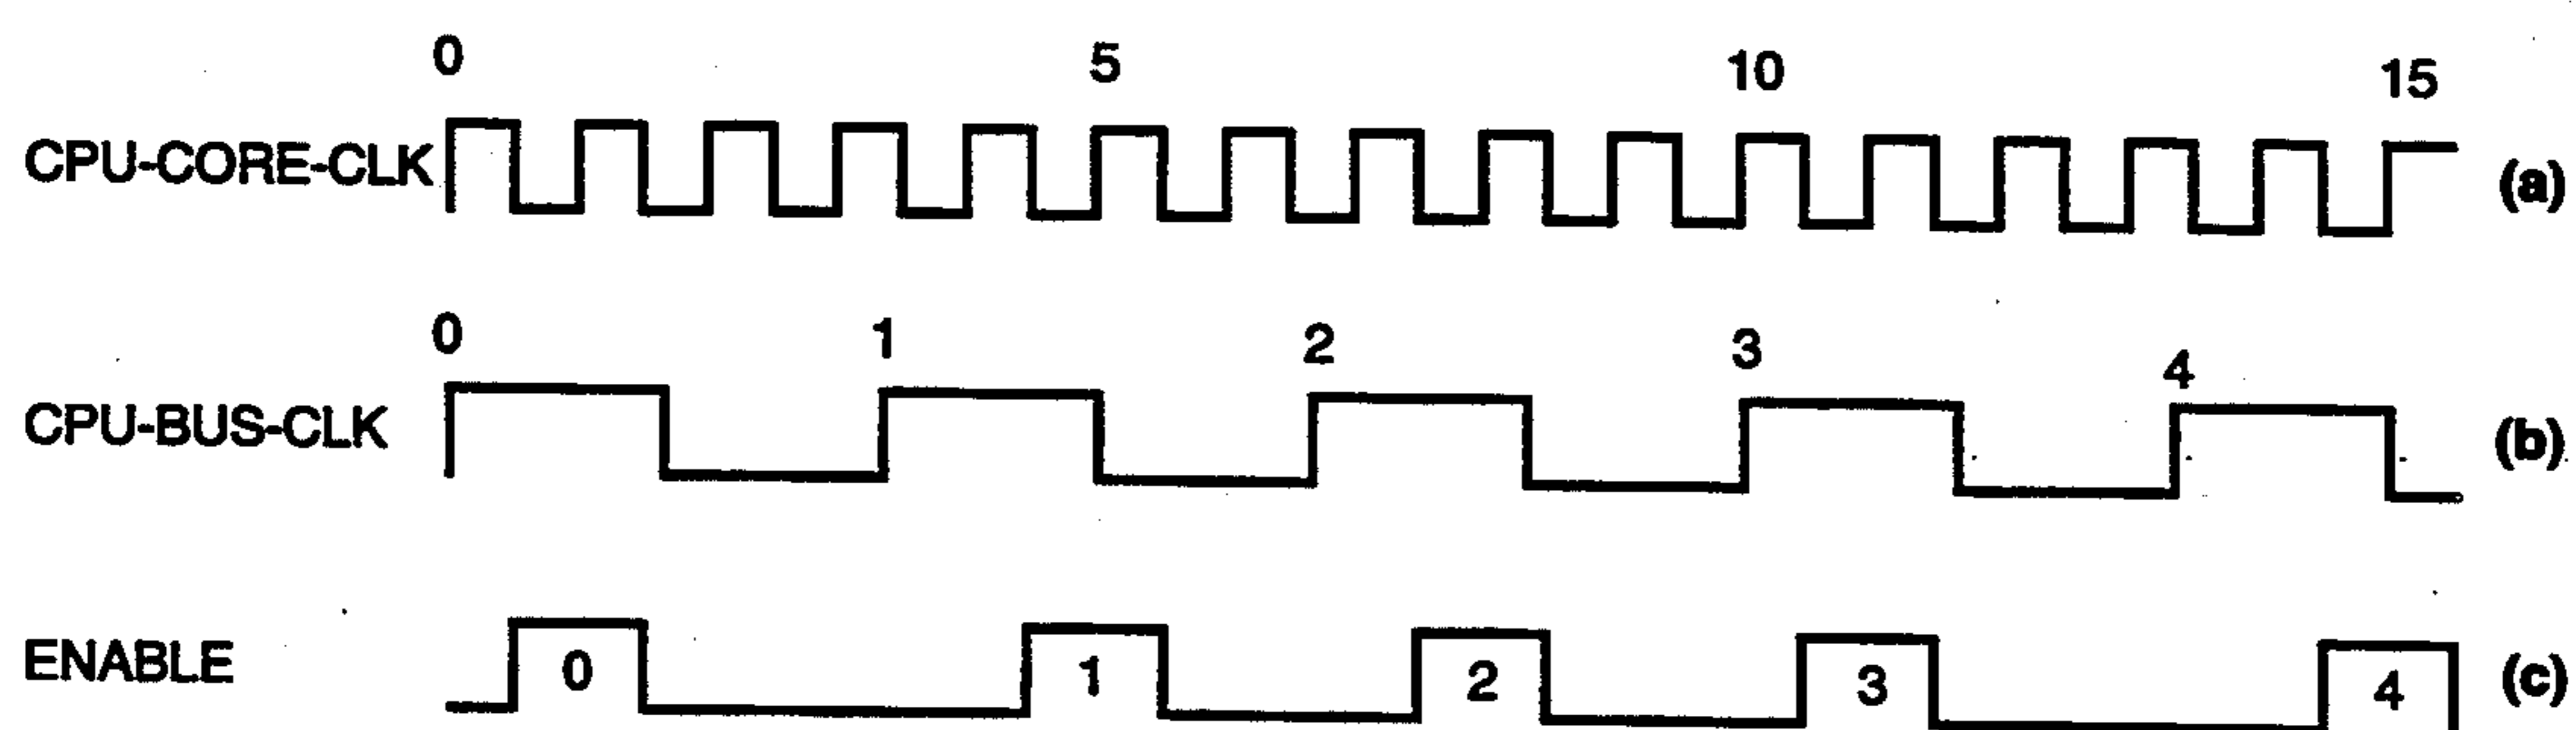 0 5 10 15
CPU-CORE-CLK (a)
0 1 2 3 4
CPU-BUS-CLK (b)
ENABLE 0 1 2 3 4 (c)